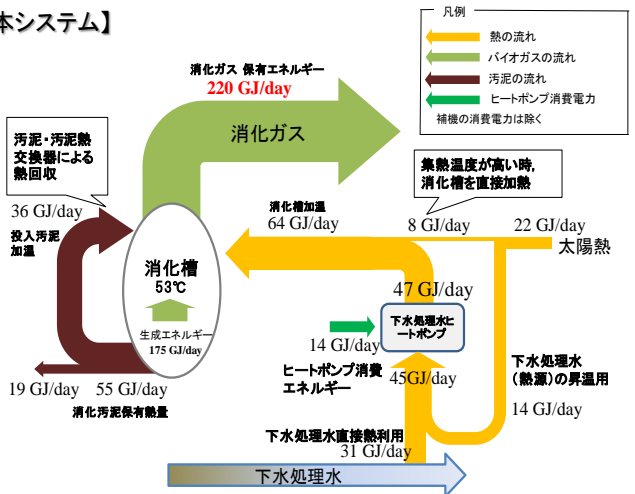 本システム】
凡例
熱の流れ
バイオガスの流れ
汚泥の流れ
ヒートポンプ消費電力
補機の消費電力は除く
消化ガス 保有エネルギー
220 GJ/day
消化ガス
汚泥・汚泥熱
交換器による
熱回収
集熱温度が高い時,
消化槽を直接加熱
36 GJ/day
投入汚泥
加温
消化槽加温
64 GJ/day
8 GJ/day
22 GJ/day
太陽熱
消化槽
53℃
47 GJ/day
生成エネルギー
175 GJ/day
下水処理水ヒ
ートポンプ
14 GJ/day
ヒートポンプ消費
エネルギー
45GJ/day
下水処理水
(熱源)の昇温用
14 GJ/day
19 GJ/day
55 GJ/day
消化汚泥保有熱量
下水処理水直接熱利用
31 GJ/day
下水処理水